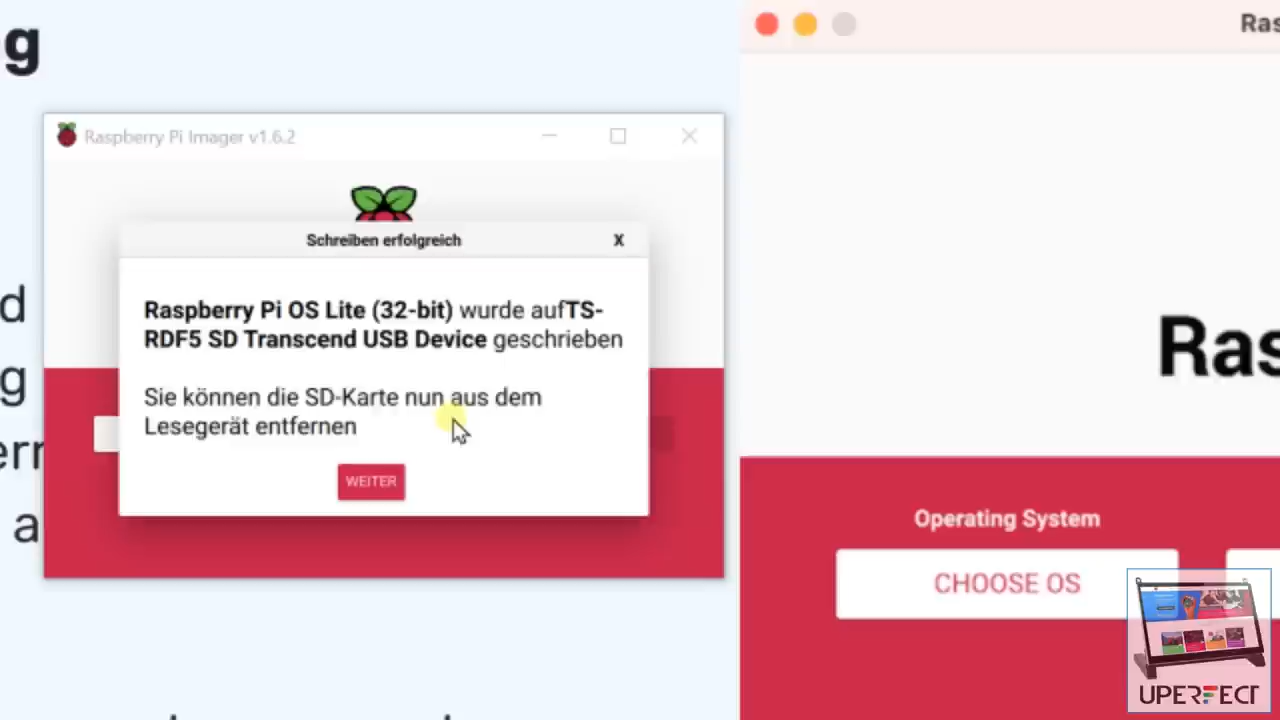 g
Raspberry Pi Imager v1.6.2
Schreiben erfolgreich
X
Raspberry Pi OS Lite (32-bit) wurde aufTS-
RDF5 SD Transcend USB Device geschrieben
Sie können die SD-Karte nun aus dem
Lesegerät entfernen
WEITER
d
g
ern
a
Ras
Ras
Operating System
CHOOSE OS
UPERFECT